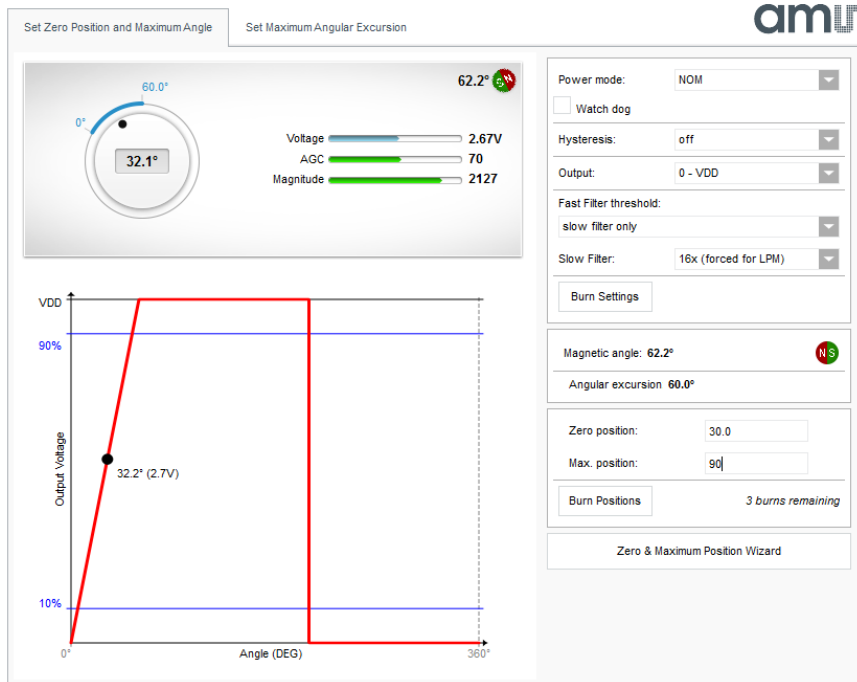 amu
Set Zero Position and Maximum Angle
Set Maximum Angular Excursion
62.2°
S N
60.0°
0°
32.1°
Voltage 2.67V
AGC 70
Magnitude 2127
VDD
90%
Output Voltage
32.2° (2.7V)
10%
0°
Angle (DEG)
360°
Power mode: NOM
Watch dog
Hysteresis: off
Output: 0 - VDD
Fast Filter threshold:
slow filter only
Slow Filter: 16x (forced for LPM)
Burn Settings
Magnetic angle: 62.2°
N S
Angular excursion 60.0°
Zero position: 30.0
Max. position: 90
Burn Positions 3 burns remaining
Zero & Maximum Position Wizard